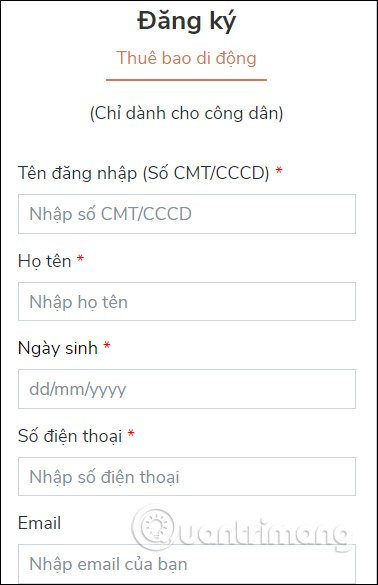 Đăng ký
Thuê bao di động
(Chỉ dành cho công dân)
Tên đăng nhập (Số CMT/CCCD) *
Nhập số CMT/CCCD
Họ tên *
Nhập họ tên
Ngày sinh *
dd/mm/yyyy
Số điện thoại *
Nhập số điện thoại
Email
Quantrimang
Nhập email của bạn